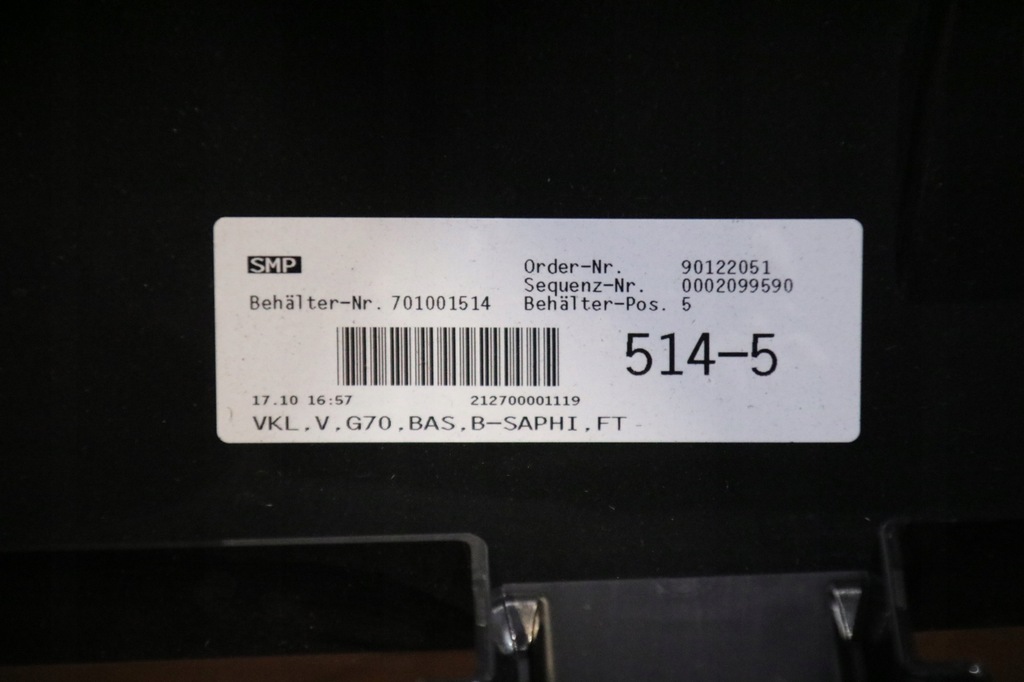 SMP
Order-Nr. 90122051
Sequenz-Nr. 0002099590
Behälter-Nr. 701001514 Behälter-Pos. 5
514-5
17.10 16:57 212700001119
VKL,V,G70,BAS,B-SAPHI,FT